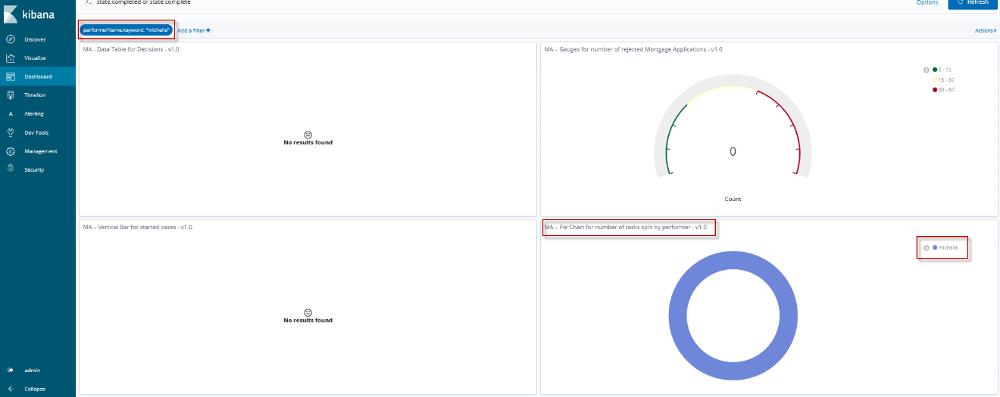 kibana
Discover
Visualize
Dashboard
Timelion
A Alerting
Dev Tools
Management
Security
admin
Collapse
>_ state:completed or state:complete
Options
Refresh
performerName.keyword: "michelle"
Add a filter +
Actions
MA - Data Table for Decisions - v1.0
No results found
MA – Gauges for number of rejected Mortgage Applications - v1.0
0 - 15
15 - 30
30 - 50
0
Count
MA – Vertical Bar for started cases - v1.0
No results found
MA – Pie Chart for number of tasks split by performer - v1.0
michelle